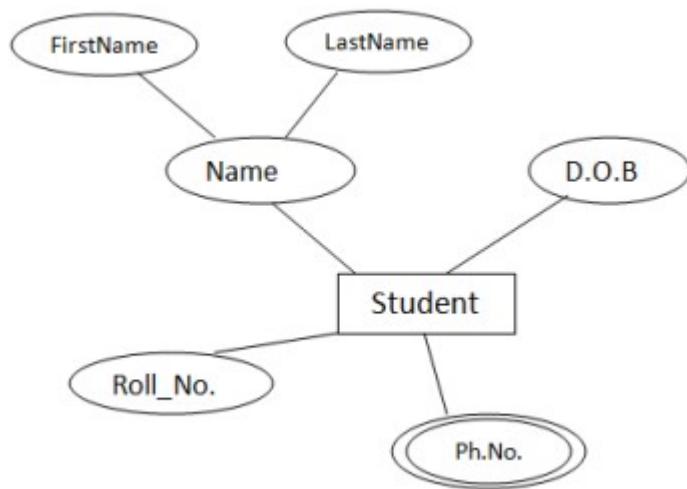 FirstName
LastName
Name
D.O.B
Student
Roll_No.
Ph.No.